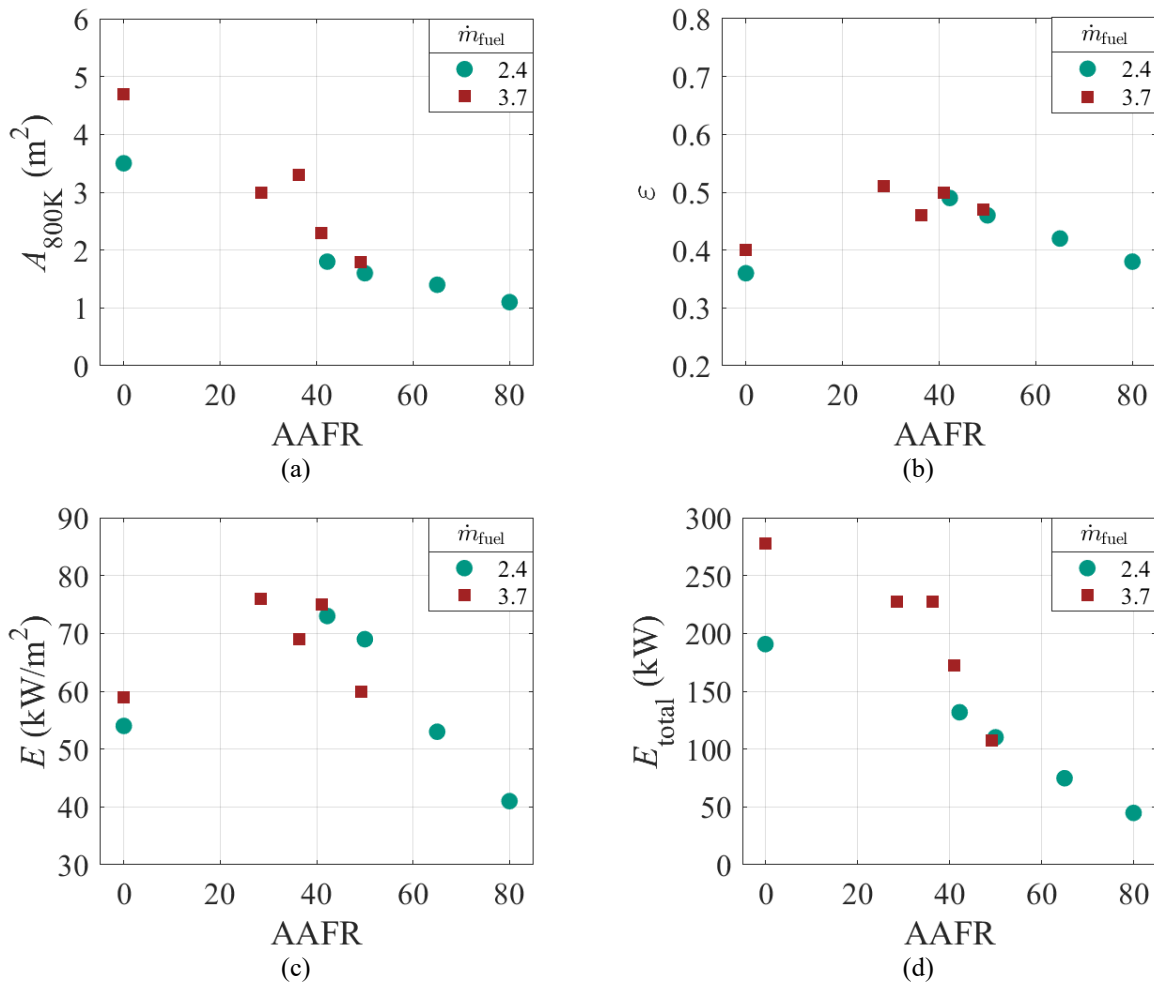 6
5
4
3
2
1
0
A₈₀₀K (m²)
ṁfuel
2.4
3.7
0 20 40 60 80
AAFR
(a)
0.8
0.7
0.6
0.5
0.4
0.3
0.2
ε
ṁfuel
2.4
3.7
0 20 40 60 80
AAFR
(b)
90
80
70
60
50
40
30
E (kW/m²)
ṁfuel
2.4
3.7
0 20 40 60 80
AAFR
(c)
300
250
200
150
100
50
0
Etotal (kW)
ṁfuel
2.4
3.7
0 20 40 60 80
AAFR
(d)